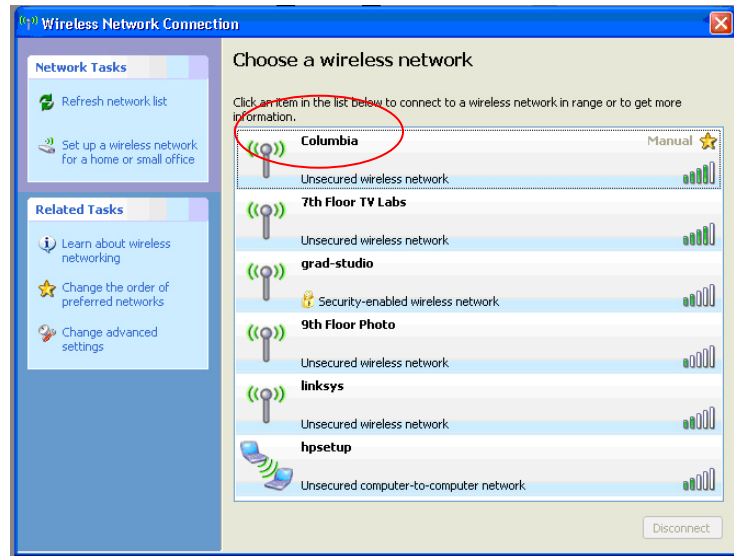 Wireless Network Connection
Network Tasks
Refresh network list
Set up a wireless network
for a home or small office
Related Tasks
Learn about wireless
networking
Change the order of
preferred networks
Change advanced
settings
Choose a wireless network
Click an item in the list below to connect to a wireless network in range or to get more
information.
Columbia
Manual
Unsecured wireless network
7th Floor TV Labs
Unsecured wireless network
grad-studio
Security-enabled wireless network
9th Floor Photo
Unsecured wireless network
linksys
Unsecured wireless network
hpsetup
Unsecured computer-to-computer network
Disconnect